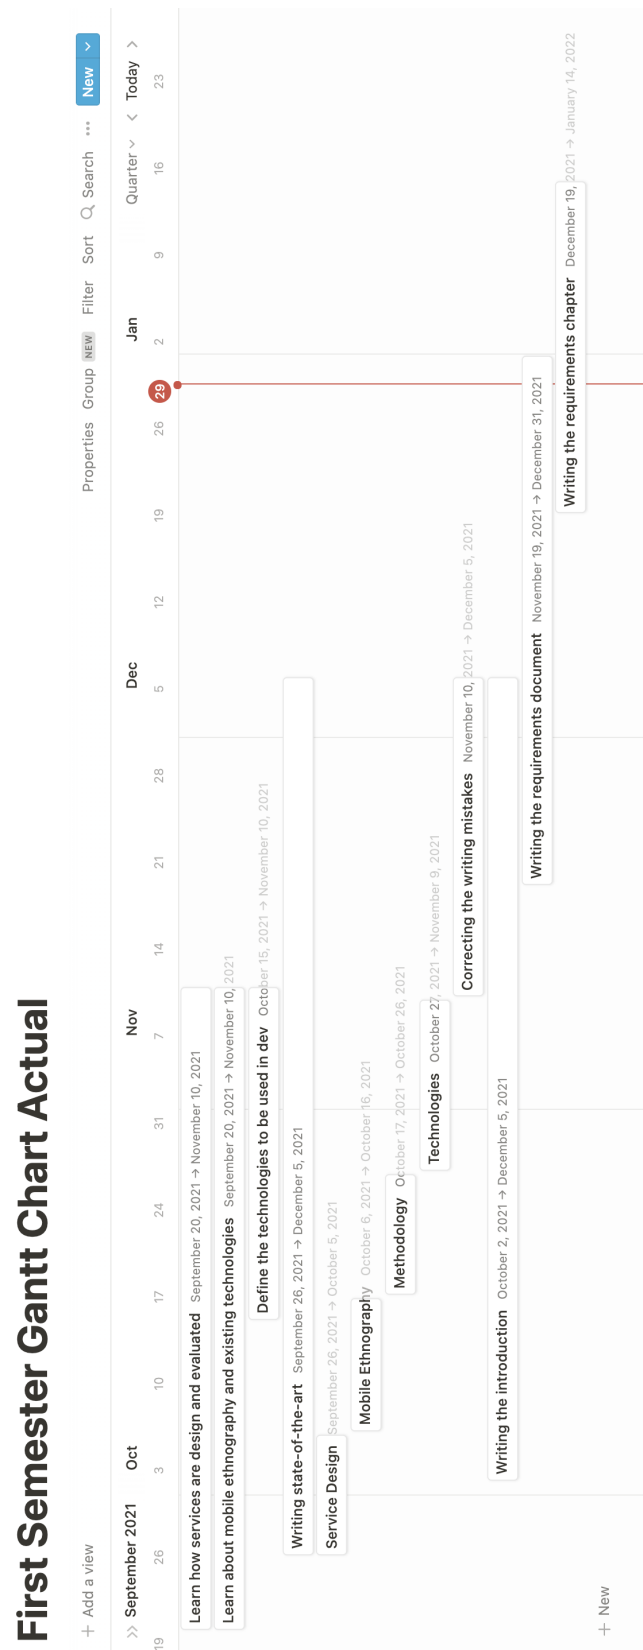 First Semester Gantt Chart Actual
+ Add a view
Properties Group NEW Filter Sort Search ... New
September 2021 Oct Nov Dec Jan Quarter < Today >
19 26 3 10 17 24 31 7 14 21 28 5 12 19 26 29 2 9 16 23
Learn how services are design and evaluated September 20, 2021 → November 10, 2021
Learn about mobile ethnography and existing technologies September 20, 2021 → November 10, 2021
Define the technologies to be used in dev October 15, 2021 → November 10, 2021
Writing state-of-the-art September 26, 2021 → December 5, 2021
Service Design September 26, 2021 → October 5, 2021
Mobile Ethnography October 6, 2021 → October 16, 2021
Methodology October 17, 2021 → October 26, 2021
Technologies October 27, 2021 → November 9, 2021
Correcting the writing mistakes November 10, 2021 → December 5, 2021
Writing the introduction October 2, 2021 → December 5, 2021
Writing the requirements document November 19, 2021 → December 31, 2021
Writing the requirements chapter December 19, 2021 → January 14, 2022
+ New